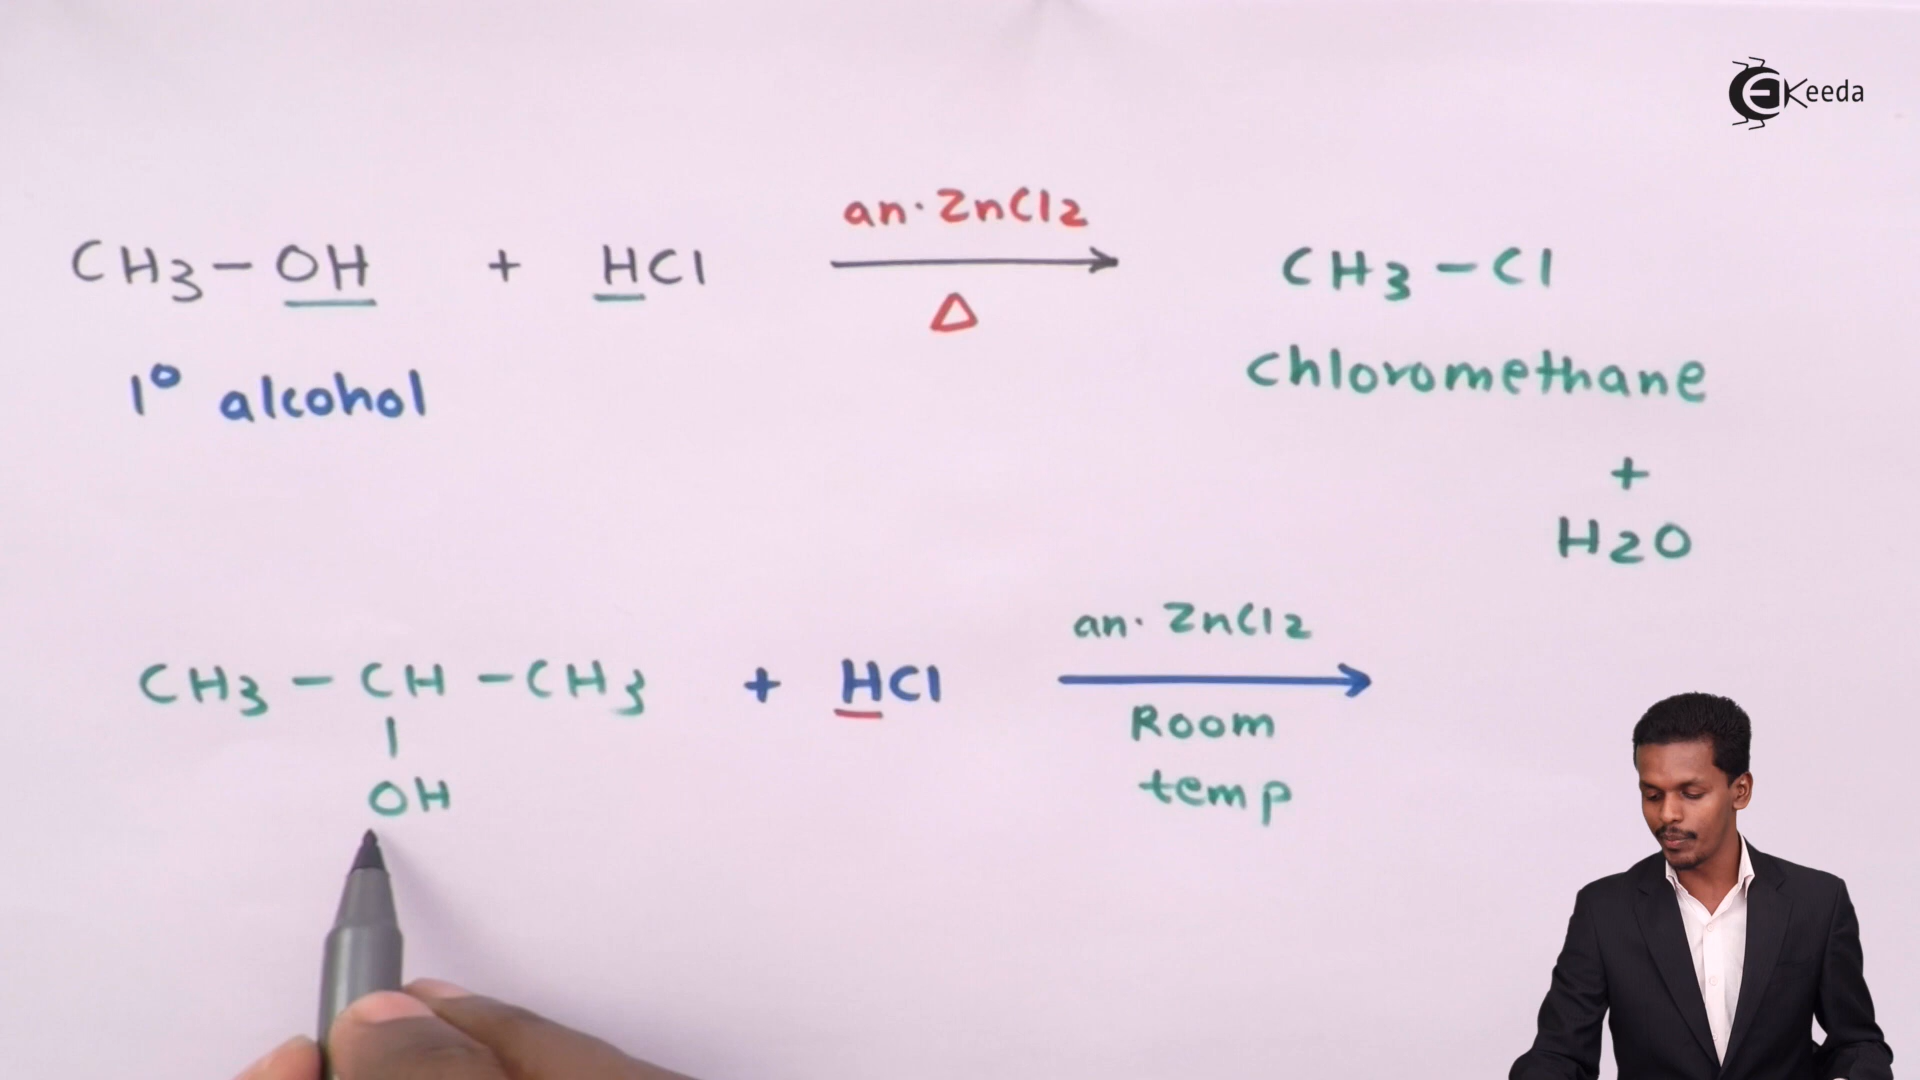 EKeeda
an. ZnCl2
CH3 - OH + HCl → CH3 - Cl
Δ
1° alcohol
chloromethane
+
H2O
an. ZnCl2
CH3 - CH - CH3 + HCl →
|
OH
Room
temp